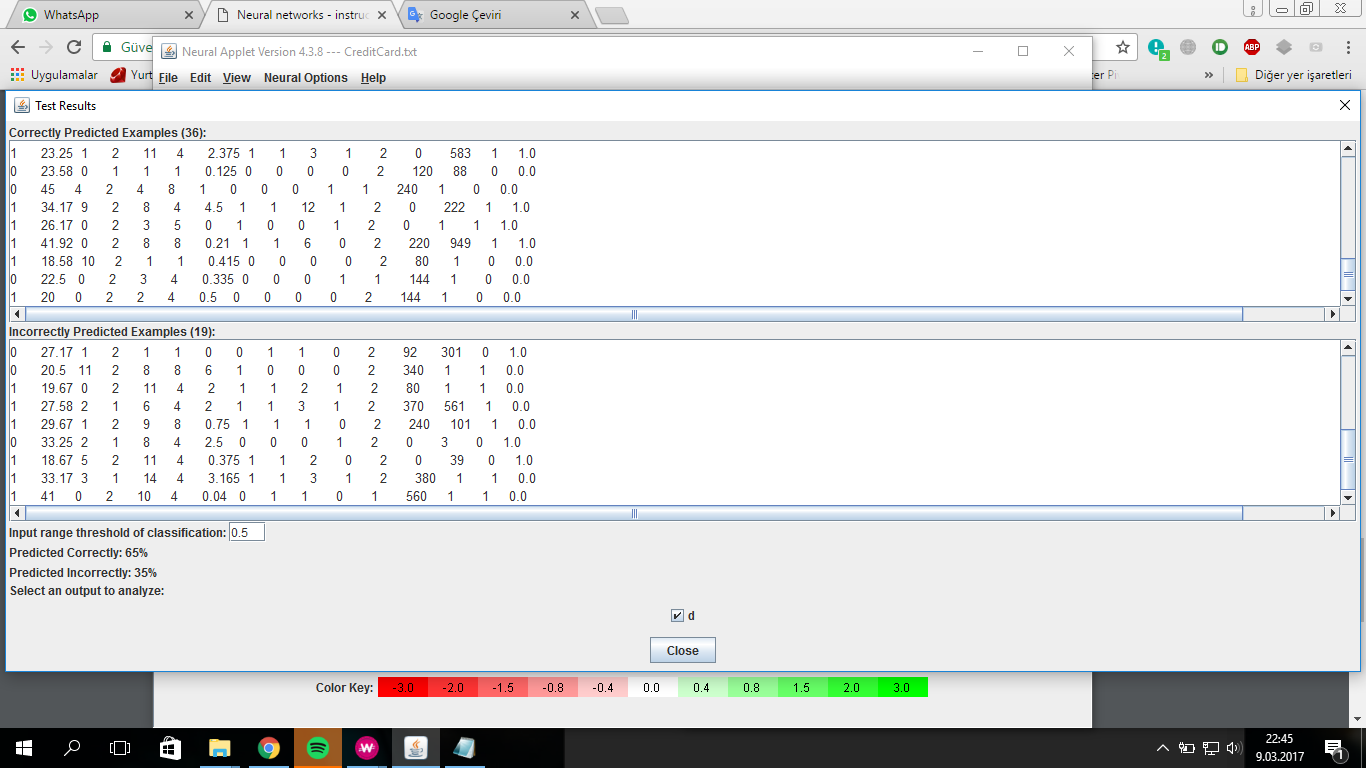 WhatsApp
Neural networks - instruc
Google Çeviri
Güve
Neural Applet Version 4.3.8 --- CreditCard.txt
Uygulamalar
Yurt
File Edit View Neural Options Help
2
ABP
»
Diğer yer işaretleri
Test Results
Correctly Predicted Examples (36):
1 23.25 1 2 11 4 2.375 1 1 3 1 2 0 583 1 1.0
0 23.58 0 1 1 1 0.125 0 0 0 0 2 120 88 0 0.0
0 45 4 2 4 8 1 0 0 0 1 1 240 1 0 0.0
1 34.17 9 2 8 4 4.5 1 1 12 1 2 0 222 1 1.0
1 26.17 0 2 3 5 0 1 0 0 1 2 0 1 1 1.0
1 41.92 0 2 8 8 0.21 1 1 6 0 2 220 949 1 1.0
1 18.58 10 2 1 1 0.415 0 0 0 0 2 80 1 0 0.0
0 22.5 0 2 3 4 0.335 0 0 0 1 1 144 1 0 0.0
1 20 0 2 2 4 0.5 0 0 0 0 2 144 1 0 0.0
Incorrectly Predicted Examples (19):
0 27.17 1 2 1 1 0 0 1 1 0 2 92 301 0 1.0
0 20.5 11 2 8 8 6 1 0 0 0 2 340 1 1 0.0
1 19.67 0 2 11 4 2 1 1 2 1 2 80 1 1 0.0
1 27.58 2 1 6 4 2 1 1 3 1 2 370 561 1 0.0
1 29.67 1 2 9 8 0.75 1 1 1 0 2 240 101 1 0.0
0 33.25 2 1 8 4 2.5 0 0 0 1 2 0 3 0 1.0
1 18.67 5 2 11 4 0.375 1 1 2 0 2 0 39 0 1.0
1 33.17 3 1 14 4 3.165 1 1 3 1 2 380 1 1 0.0
1 41 0 2 10 4 0.04 0 1 1 0 1 560 1 1 0.0
Input range threshold of classification: 0.5
Predicted Correctly: 65%
Predicted Incorrectly: 35%
Select an output to analyze:
d
Close
Color Key: -3.0 -2.0 -1.5 -0.8 -0.4 0.0 0.4 0.8 1.5 2.0 3.0
22:45
9.03.2017
1